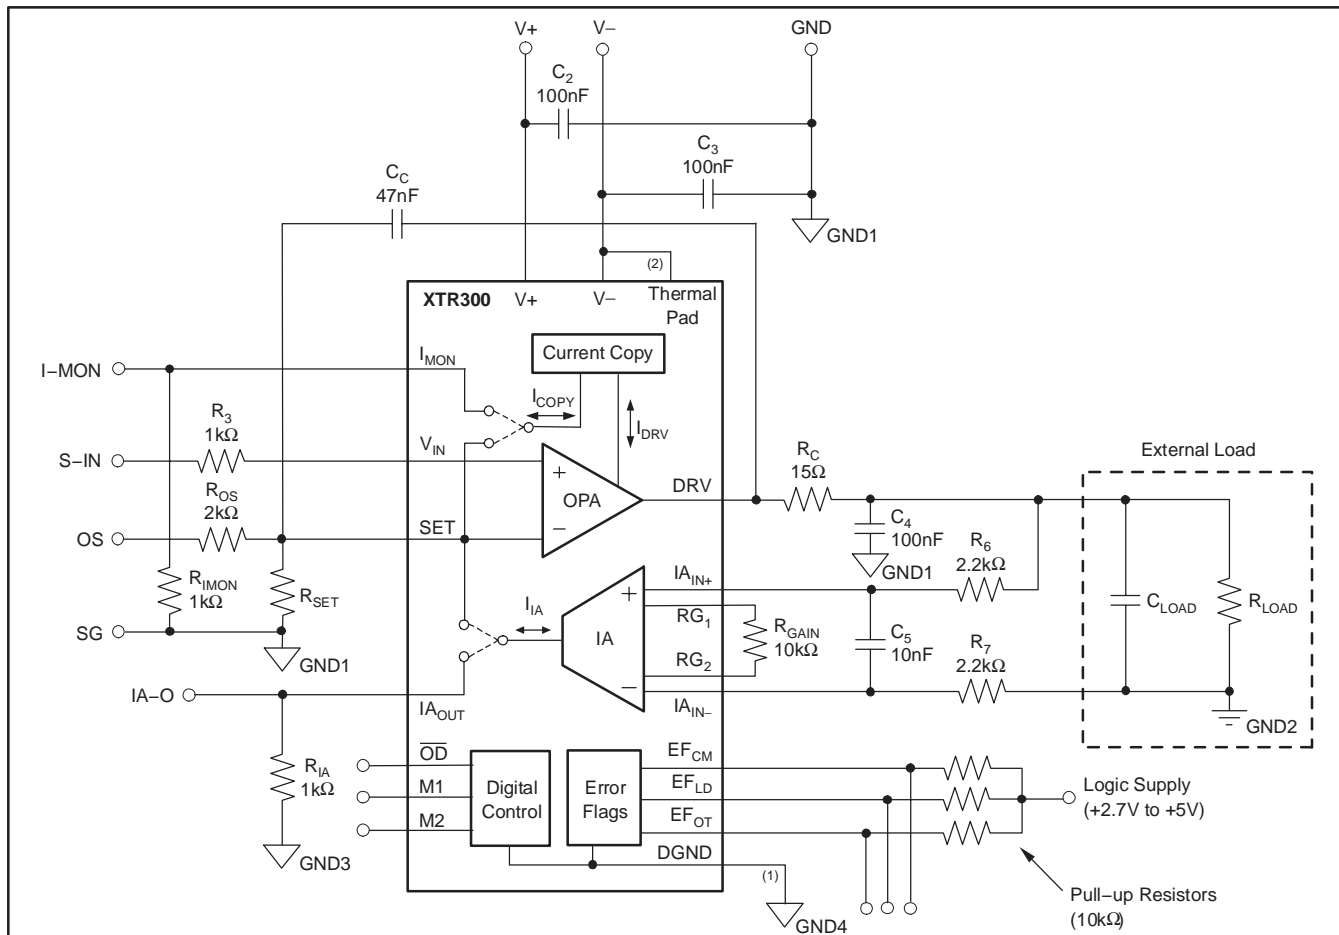 V+
V−
GND
C2
100nF
C3
100nF
CC
47nF
GND1
(2)
XTR300
V+
V−
Thermal
Pad
Current Copy
IMON
I−MON
ICOPY
IDRV
R3
1kΩ
VIN
S−IN
ROS
2kΩ
SET
OS
+
OPA
−
DRV
RC
15Ω
C4
100nF
GND1
External Load
CLOAD
RLOAD
GND2
RIMON
1kΩ
RSET
SG
GND1
IIA
IA
+
−
IAIN+
RG1
RG2
IAIN−
RGAIN
10kΩ
C5
10nF
R6
2.2kΩ
R7
2.2kΩ
IA−O
IAOUT
RIA
1kΩ
GND3
OD
M1
M2
Digital
Control
Error
Flags
EFCM
EFLD
EFOT
DGND
(1)
GND4
Logic Supply
(+2.7V to +5V)
Pull−up Resistors
(10kΩ)